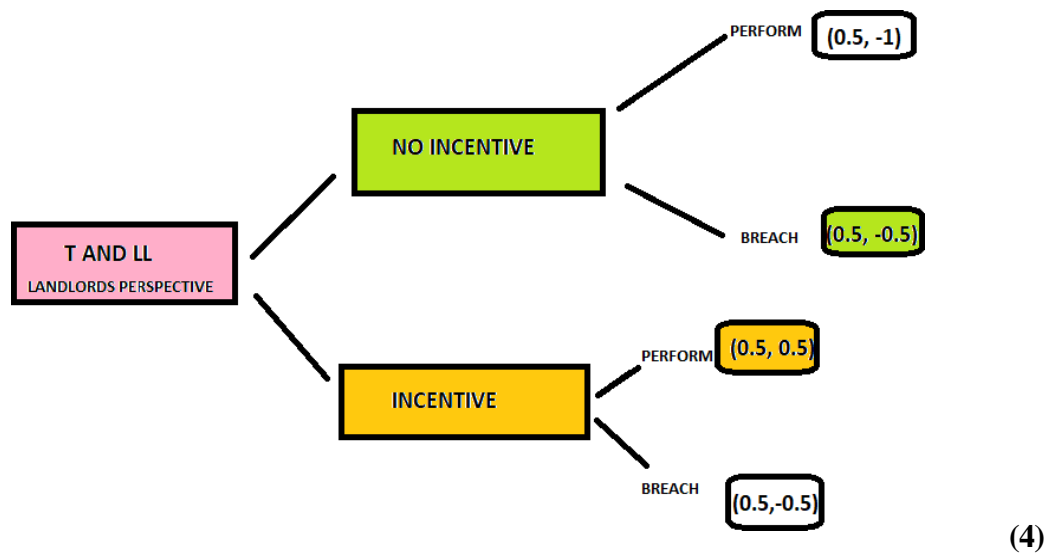 PERFORM
(0.5, -1)
NO INCENTIVE
BREACH
(0.5, -0.5)
T AND LL
LANDLORDS PERSPECTIVE
PERFORM
(0.5, 0.5)
INCENTIVE
BREACH
(0.5,-0.5)
(4)